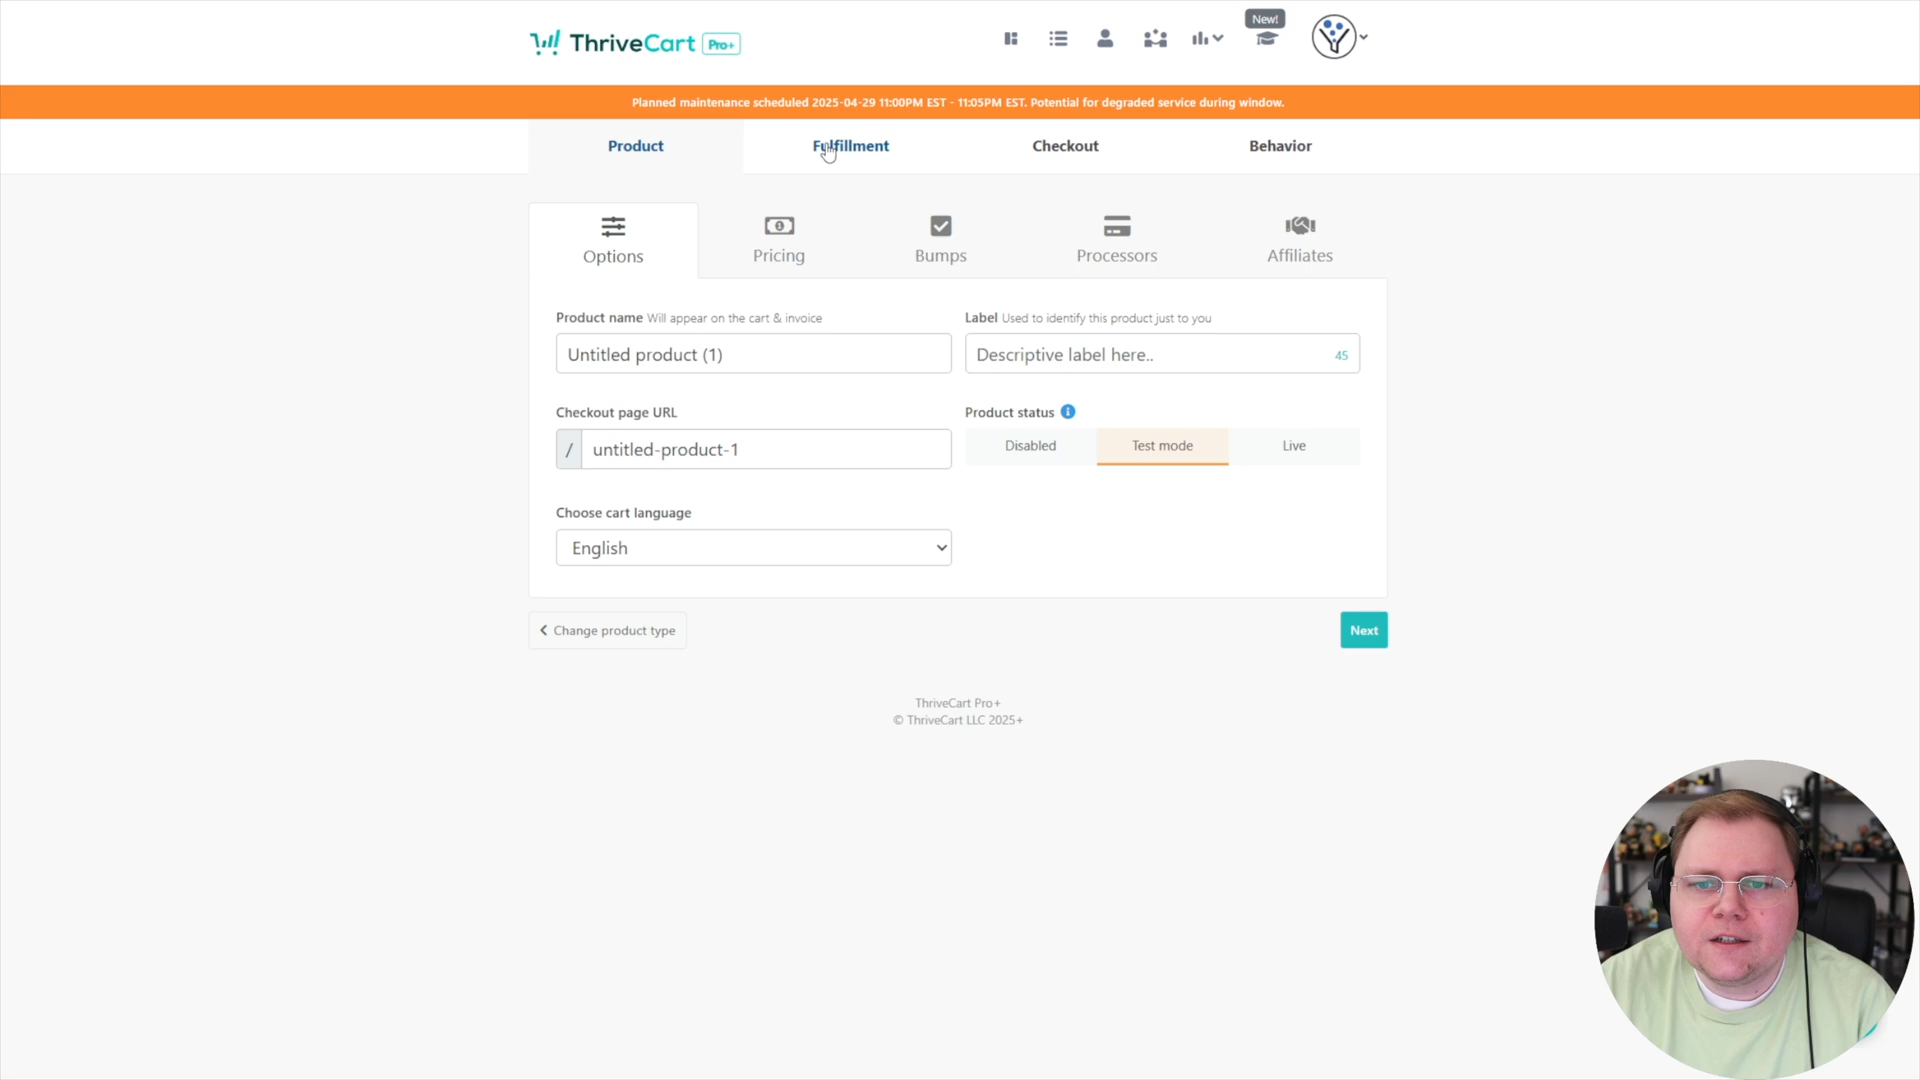 New!
ThriveCart Pro+
Planned maintenance scheduled 2025-04-29 11:00PM EST - 11:05PM EST. Potential for degraded service during window.
Product
Fulfillment
Checkout
Behavior
Options
Pricing
Bumps
Processors
Affiliates
Product name Will appear on the cart & invoice
Label Used to identify this product just to you
Untitled product (1)
Descriptive label here.. 45
Checkout page URL
Product status
/ untitled-product-1
Disabled
Test mode
Live
Choose cart language
English
Change product type
Next
ThriveCart Pro+
© ThriveCart LLC 2025+